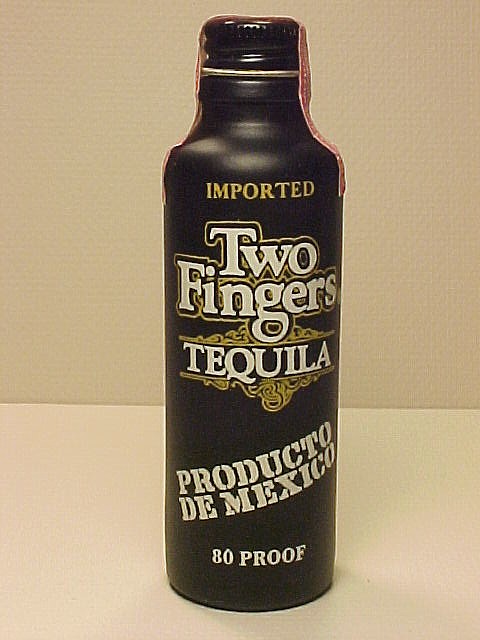 IMPORTED
Two
Fingers
TEQUILA
PRODUCTO
DE MEXICO
80 PROOF